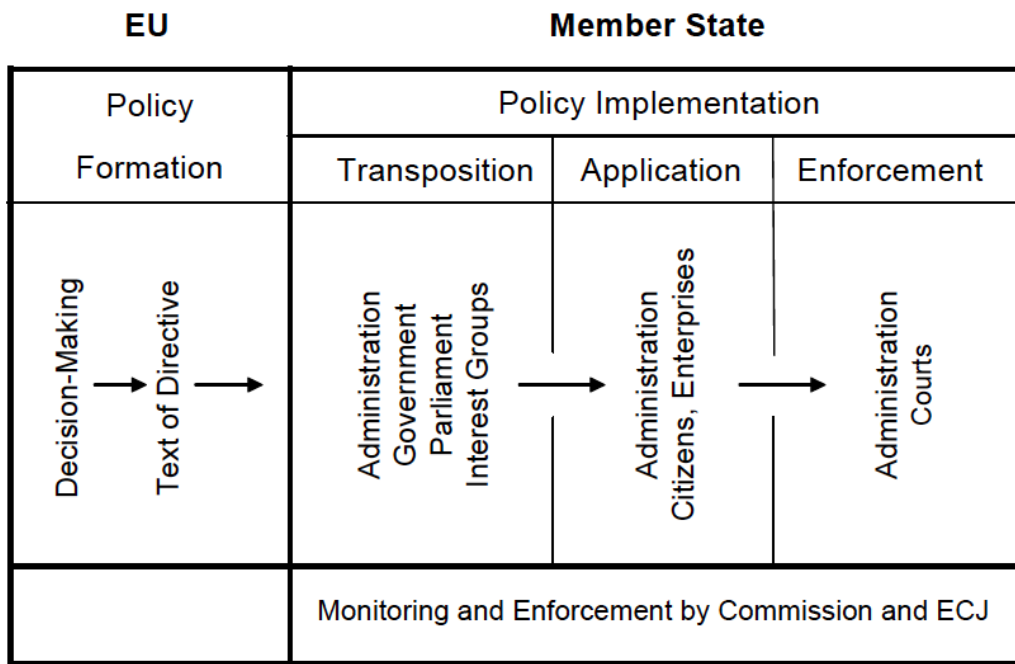 EU
Member State
Policy
Formation
Policy Implementation
Transposition
Application
Enforcement
Decision-Making
Text of Directive
Administration
Government
Parliament
Interest Groups
Administration
Citizens, Enterprises
Administration
Courts
Monitoring and Enforcement by Commission and ECJ